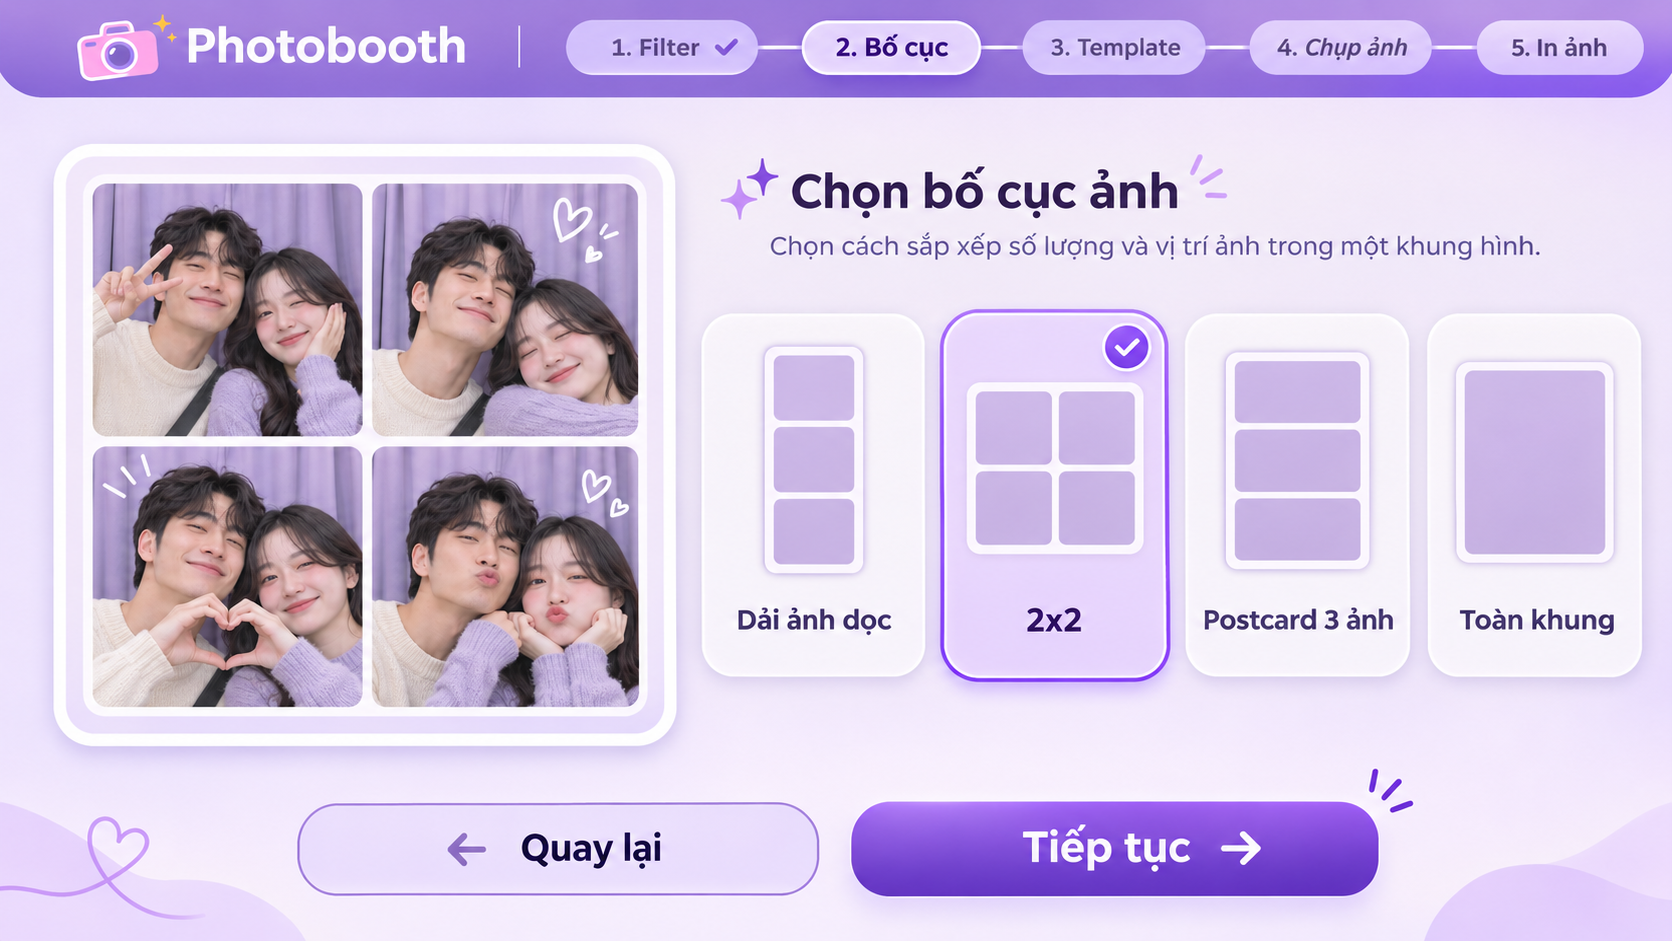 Photobooth
1. Filter
2. Bố cục
3. Template
4. Chụp ảnh
5. In ảnh
Chọn bố cục ảnh
Chọn cách sắp xếp số lượng và vị trí ảnh trong một khung hình.
Dải ảnh dọc
2x2
Postcard 3 ảnh
Toàn khung
Quay lại
Tiếp tục